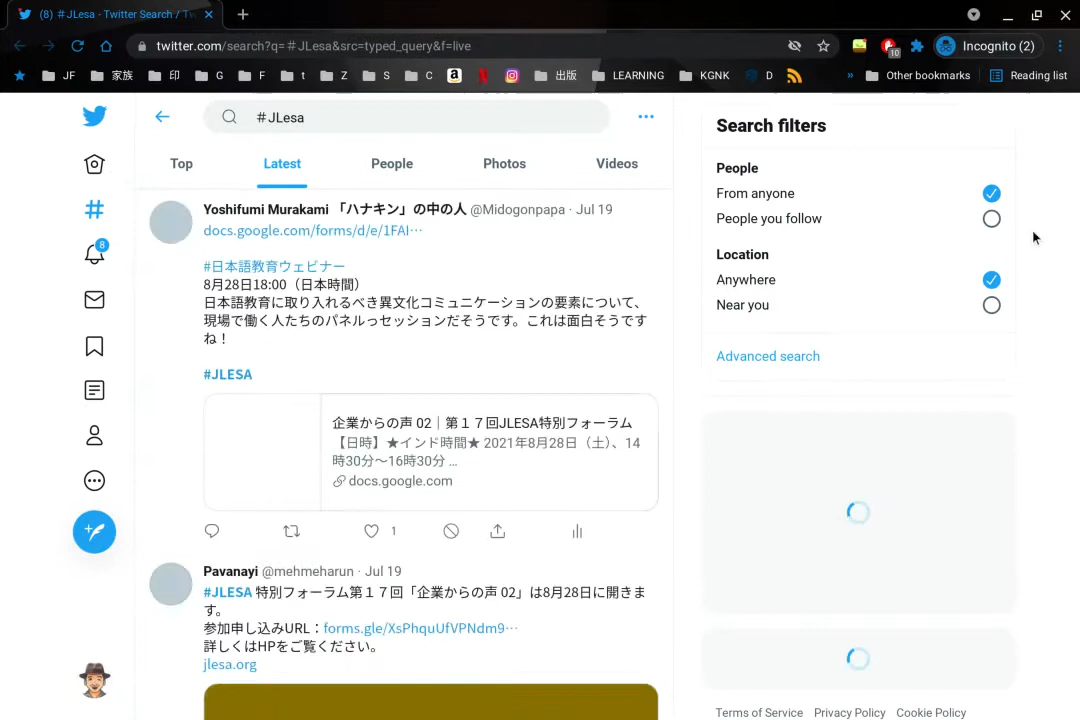 (8) #JLesa - Twitter Search / Tw
twitter.com/search?q=#JLesa&src=typed_query&f=live
10
Incognito (2)
JF
家族
印
G
F
t
Z
S
C
a
出版
LEARNING
KGNK
D
»
Other bookmarks
Reading list
#JLesa
Top
Latest
People
Photos
Videos
8
Yoshifumi Murakami 「ハナキン」の中の人 @Midogonpapa · Jul 19
docs.google.com/forms/d/e/1FAI…
#日本語教育ウェビナー
8月28日18:00（日本時間）
日本語教育に取り入れるべき異文化コミュニケーションの要素について、
現場で働く人たちのパネルっセッションだそうです。これは面白そうです
ね！
#JLESA
企業からの声 02｜第１７回JLESA特別フォーラム
【日時】★インド時間★ 2021年8月28日（土）、14
時30分～16時30分 ...
docs.google.com
1
Pavanayi @mehmeharun · Jul 19
#JLESA 特別フォーラム第１７回「企業からの声 02」は8月28日に開きま
す。
参加申し込みURL：forms.gle/XsPhquUfVPNdm9…
詳しくはHPをご覧ください。
jlesa.org
Search filters
People
From anyone
People you follow
Location
Anywhere
Near you
Advanced search
Terms of Service Privacy Policy Cookie Policy